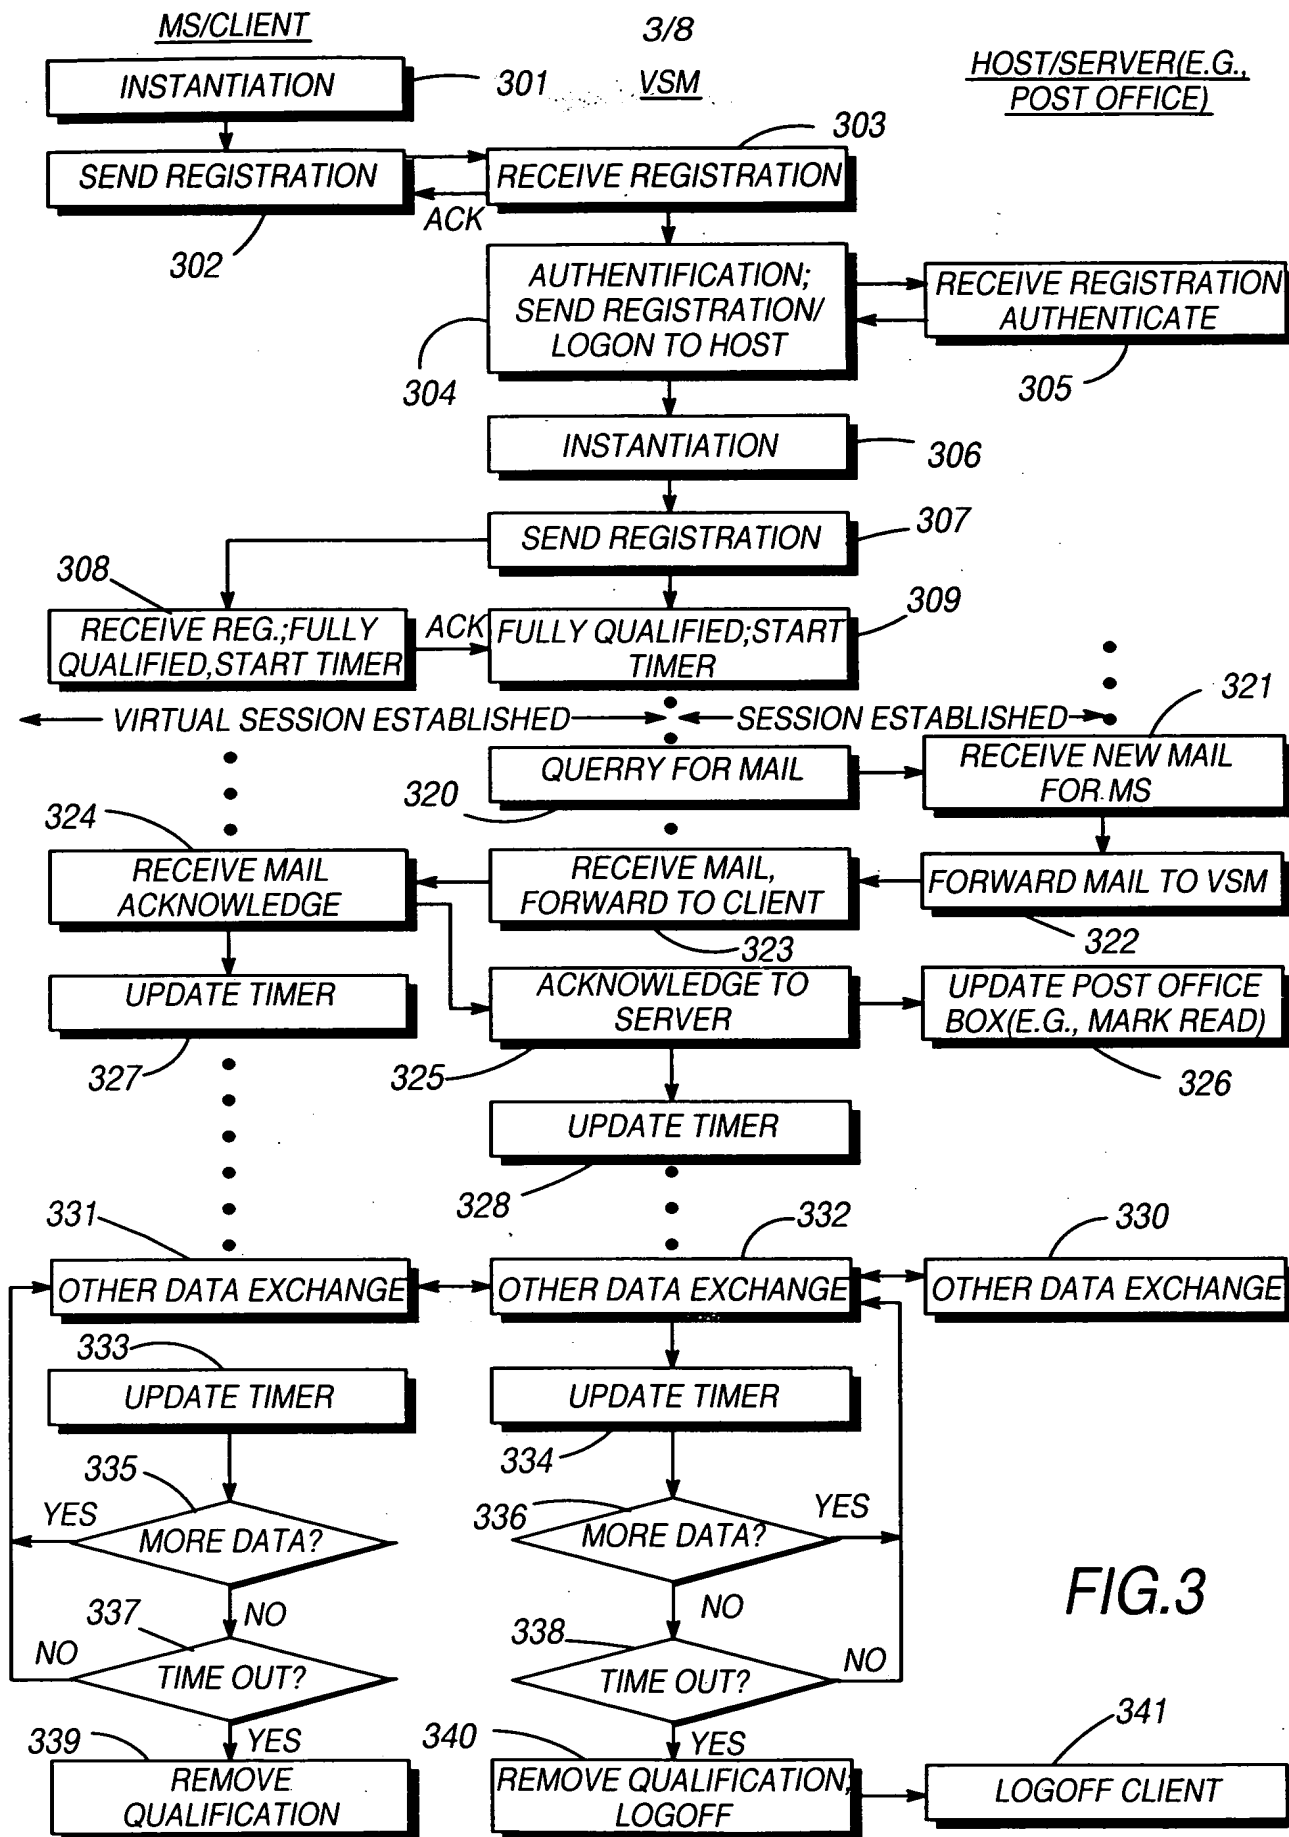 MS/CLIENT
3/8
VSM
HOST/SERVER(E.G.,
POST OFFICE)
INSTANTIATION
301
303
SEND REGISTRATION
RECEIVE REGISTRATION
ACK
302
AUTHENTIFICATION;
SEND REGISTRATION/
LOGON TO HOST
304
RECEIVE REGISTRATION
AUTHENTICATE
305
INSTANTIATION
306
SEND REGISTRATION
307
308
309
RECEIVE REG.;FULLY
QUALIFIED,START TIMER
ACK
FULLY QUALIFIED;START
TIMER
VIRTUAL SESSION ESTABLISHED
SESSION ESTABLISHED
321
QUERRY FOR MAIL
320
RECEIVE NEW MAIL
FOR MS
324
RECEIVE MAIL
ACKNOWLEDGE
RECEIVE MAIL,
FORWARD TO CLIENT
323
FORWARD MAIL TO VSM
322
UPDATE TIMER
327
ACKNOWLEDGE TO
SERVER
325
UPDATE POST OFFICE
BOX(E.G., MARK READ)
326
UPDATE TIMER
328
331
332
330
OTHER DATA EXCHANGE
OTHER DATA EXCHANGE
OTHER DATA EXCHANGE
333
UPDATE TIMER
UPDATE TIMER
334
335
YES
MORE DATA?
336
MORE DATA?
YES
NO
NO
337
NO
TIME OUT?
338
TIME OUT?
NO
FIG.3
YES
YES
339
REMOVE
QUALIFICATION
340
REMOVE QUALIFICATION;
LOGOFF
341
LOGOFF CLIENT